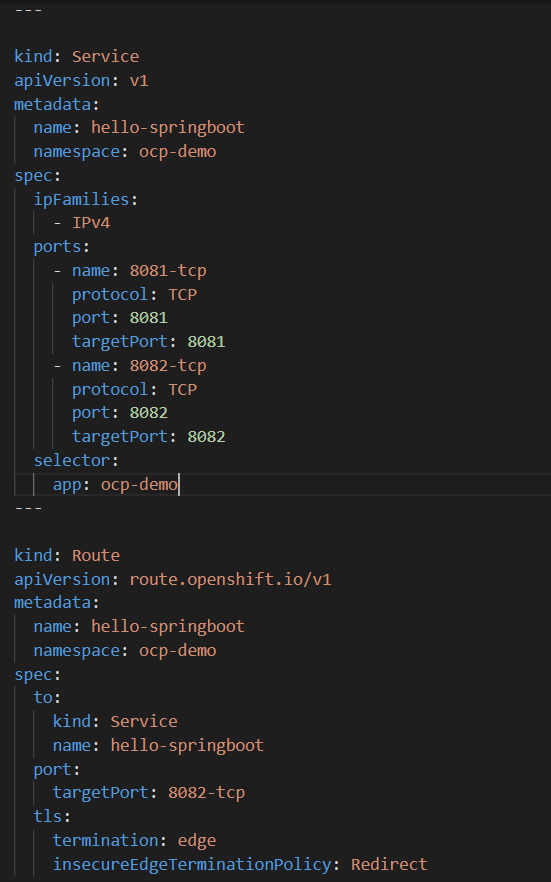 ---
kind: Service
apiVersion: v1
metadata:
  name: hello-springboot
  namespace: ocp-demo
spec:
  ipFamilies:
    - IPv4
  ports:
    - name: 8081-tcp
      protocol: TCP
      port: 8081
      targetPort: 8081
    - name: 8082-tcp
      protocol: TCP
      port: 8082
      targetPort: 8082
  selector:
    app: ocp-demo
---
kind: Route
apiVersion: route.openshift.io/v1
metadata:
  name: hello-springboot
  namespace: ocp-demo
spec:
  to:
    kind: Service
    name: hello-springboot
  port:
    targetPort: 8082-tcp
  tls:
    termination: edge
    insecureEdgeTerminationPolicy: Redirect